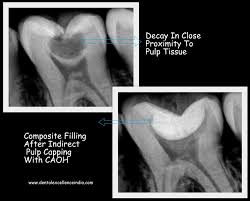 Decay In Close
Proximity To
Pulp Tissue
Composite Filling
After Indirect
Pulp Capping
With CAOH
www.dentalexcellenceindia.com